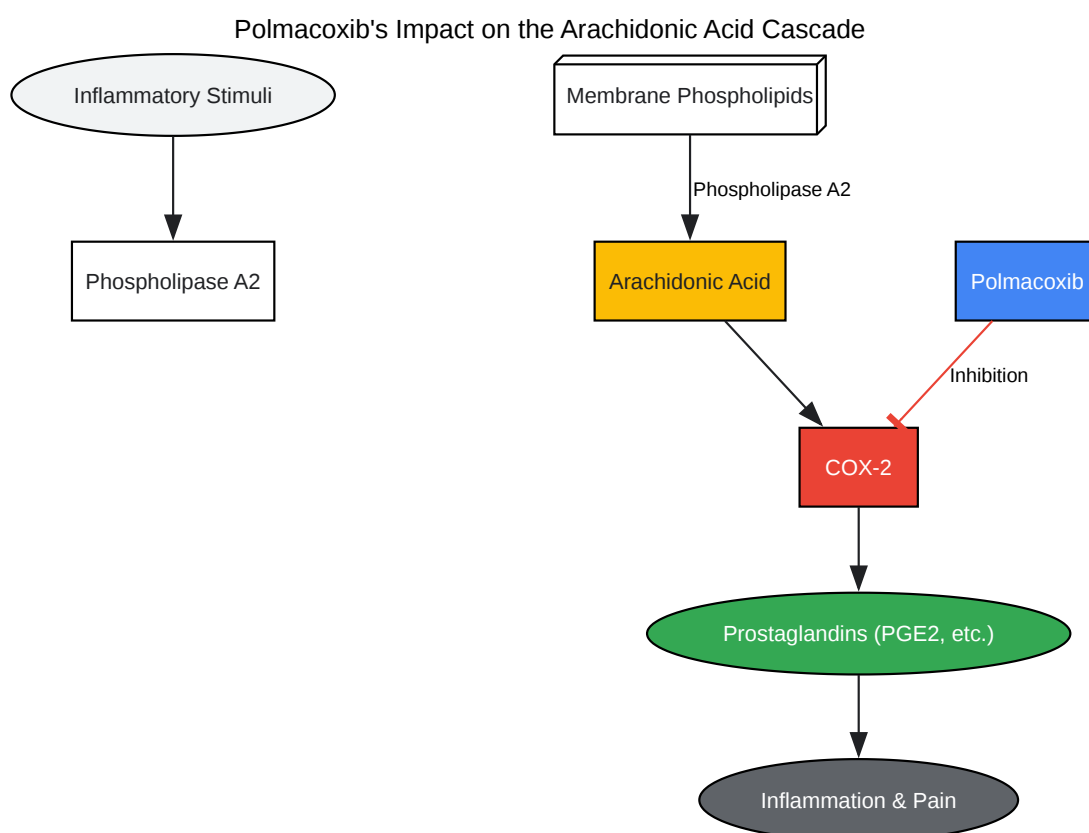 Polmacoxib's Impact on the Arachidonic Acid Cascade
Inflammatory Stimuli
Membrane Phospholipids
Phospholipase A2
Phospholipase A2
Arachidonic Acid
Polmacoxib
Inhibition
COX-2
Prostaglandins (PGE2, etc.)
Inflammation & Pain